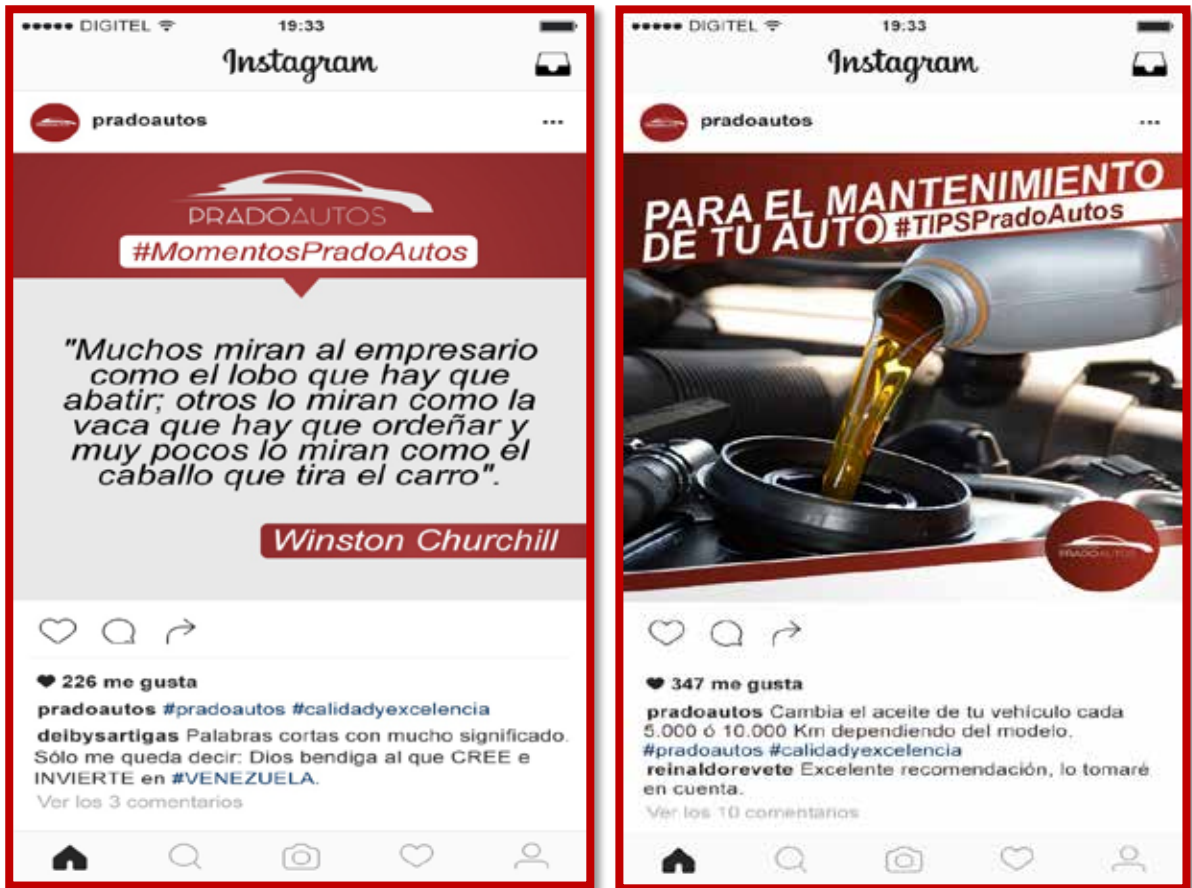 DIGITEL 19:33
Instagram
pradoautos
PRADOAUTOS
#MomentosPradoAutos
"Muchos miran al empresario
como el lobo que hay que
abatir; otros lo miran como la
vaca que hay que ordeñar y
muy pocos lo miran como el
caballo que tira el carro".
Winston Churchill
226 me gusta
pradoautos #pradoautos #calidadyexcelencia
deibysartigas Palabras cortas con mucho significado.
Sólo me queda decir: Dios bendiga al que CREE e
INVIERTE en #VENEZUELA.
Ver los 3 comentarios
DIGITEL 19:33
Instagram
pradoautos
PARA EL MANTENIMIENTO
DE TU AUTO #TIPSPradoAutos
PRADOAUTOS
347 me gusta
pradoautos Cambia el aceite de tu vehículo cada
5.000 ó 10.000 Km dependiendo del modelo.
#pradoautos #calidadyexcelencia
reinaldorevete Excelente recomendación, lo tomaré
en cuenta.
Ver los 10 comentarios